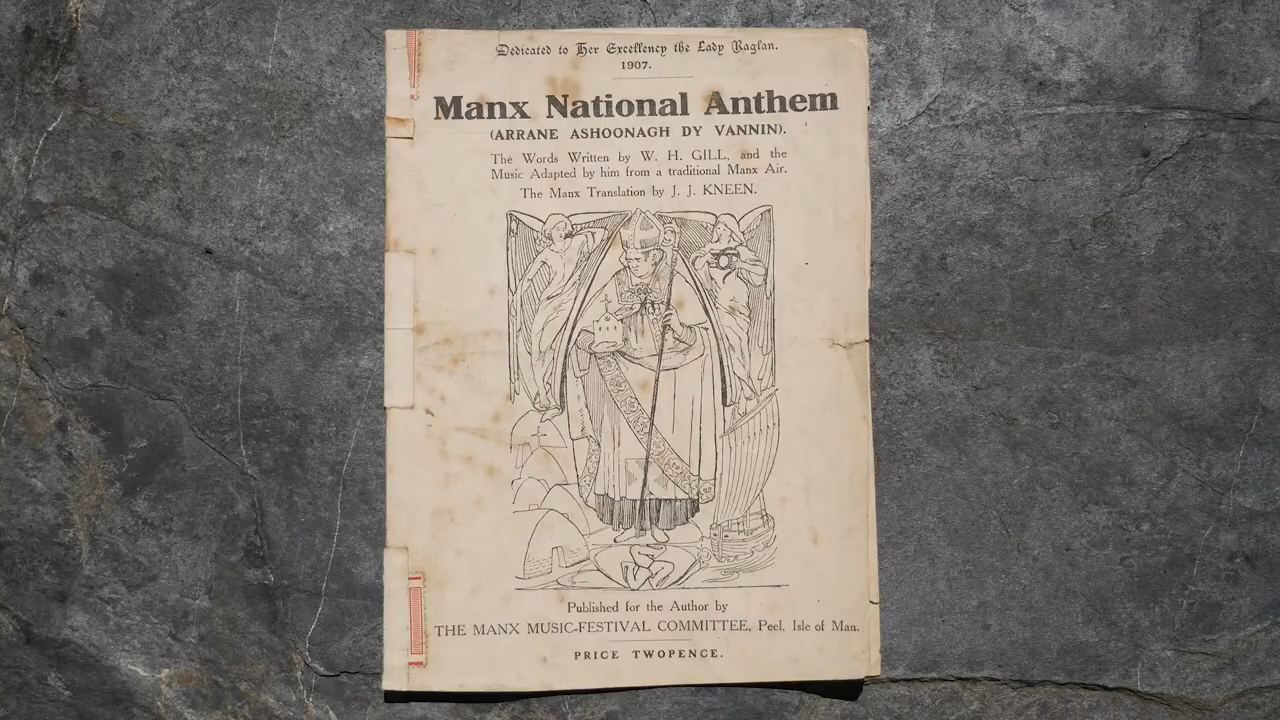 Dedicated to Her Excellency the Lady Raglan.
1907.
Manx National Anthem
(ARRANE ASHOONAGH DY VANNIN).
The Words Written by W. H. GILL, and the
Music Adapted by him from a traditional Manx Air.
The Manx Translation by J. J. KNEEN.
Published for the Author by
THE MANX MUSIC-FESTIVAL COMMITTEE, Peel, Isle of Man.
PRICE TWOPENCE.